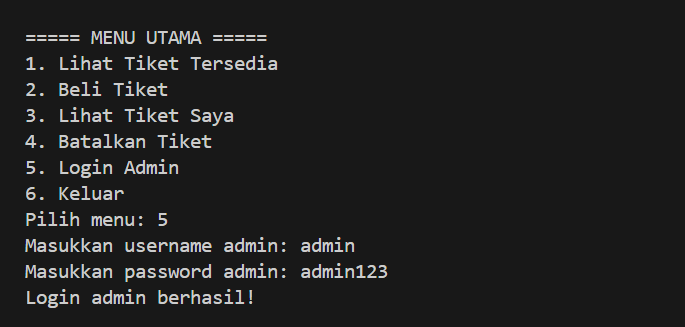 ===== MENU UTAMA =====
1. Lihat Tiket Tersedia
2. Beli Tiket
3. Lihat Tiket Saya
4. Batalkan Tiket
5. Login Admin
6. Keluar
Pilih menu: 5
Masukkan username admin: admin
Masukkan password admin: admin123
Login admin berhasil!